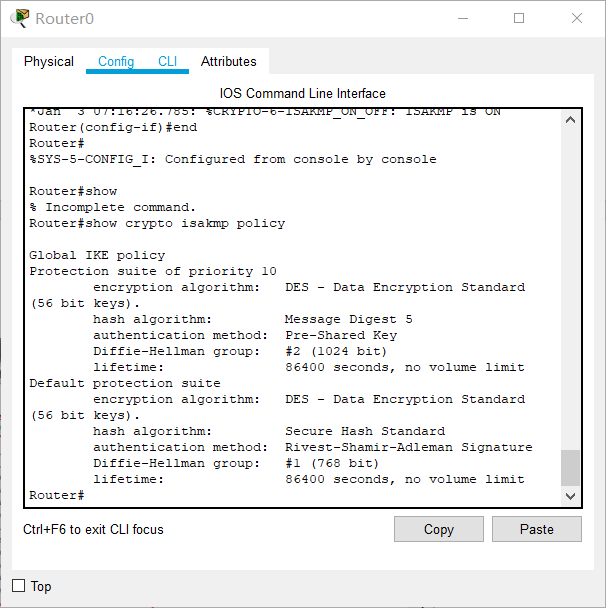 Router0
Physical Config CLI Attributes
IOS Command Line Interface
*Jan 3 07:16:26.785: %CRYPTO-6-ISAKMP_ON_OFF: ISAKMP is ON
Router(config-if)#end
Router#
%SYS-5-CONFIG_I: Configured from console by console
Router#show
% Incomplete command.
Router#show crypto isakmp policy
Global IKE policy
Protection suite of priority 10
encryption algorithm: DES - Data Encryption Standard
(56 bit keys).
hash algorithm: Message Digest 5
authentication method: Pre-Shared Key
Diffie-Hellman group: #2 (1024 bit)
lifetime: 86400 seconds, no volume limit
Default protection suite
encryption algorithm: DES - Data Encryption Standard
(56 bit keys).
hash algorithm: Secure Hash Standard
authentication method: Rivest-Shamir-Adleman Signature
Diffie-Hellman group: #1 (768 bit)
lifetime: 86400 seconds, no volume limit
Router#
Ctrl+F6 to exit CLI focus Copy Paste
Top